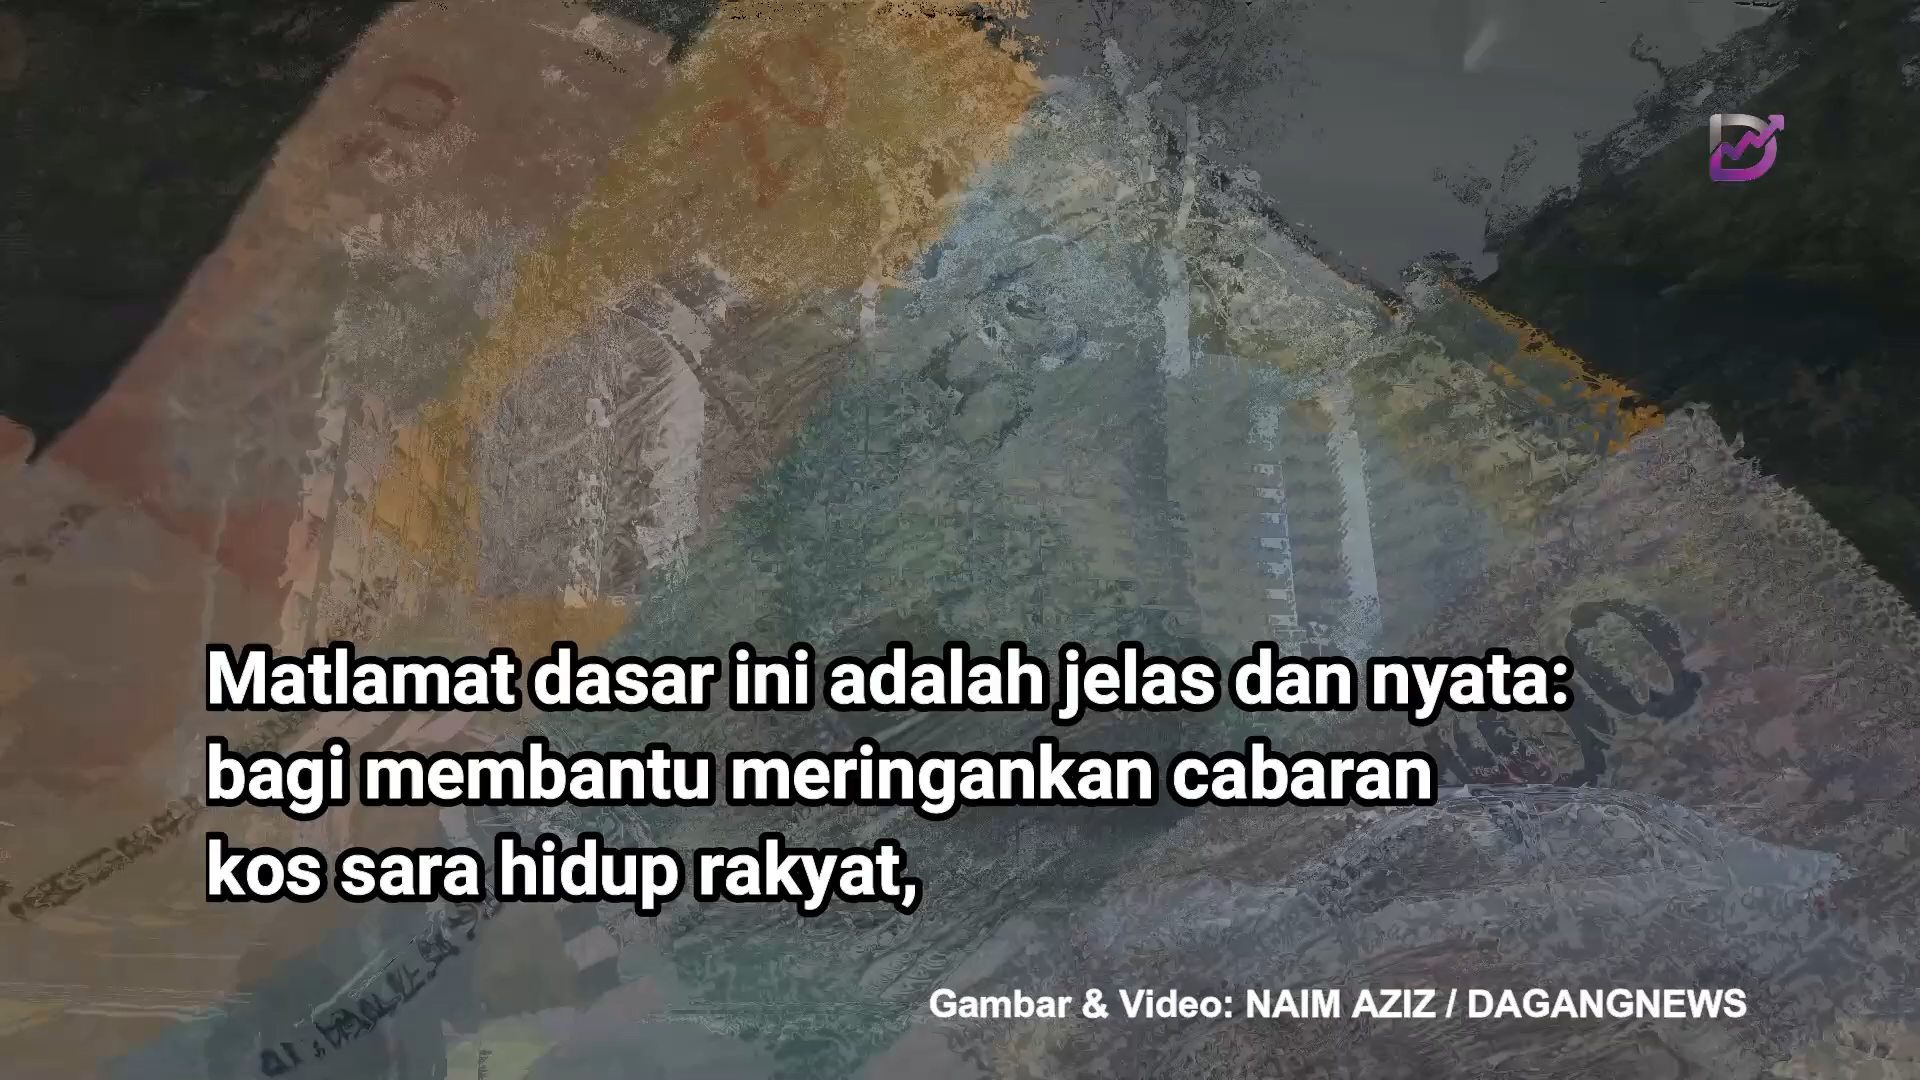 Matlamat dasar ini adalah jelas dan nyata:
bagi membantu meringankan cabaran
kos sara hidup rakyat,
Gambar & Video: NAIM AZIZ / DAGANGNEWS